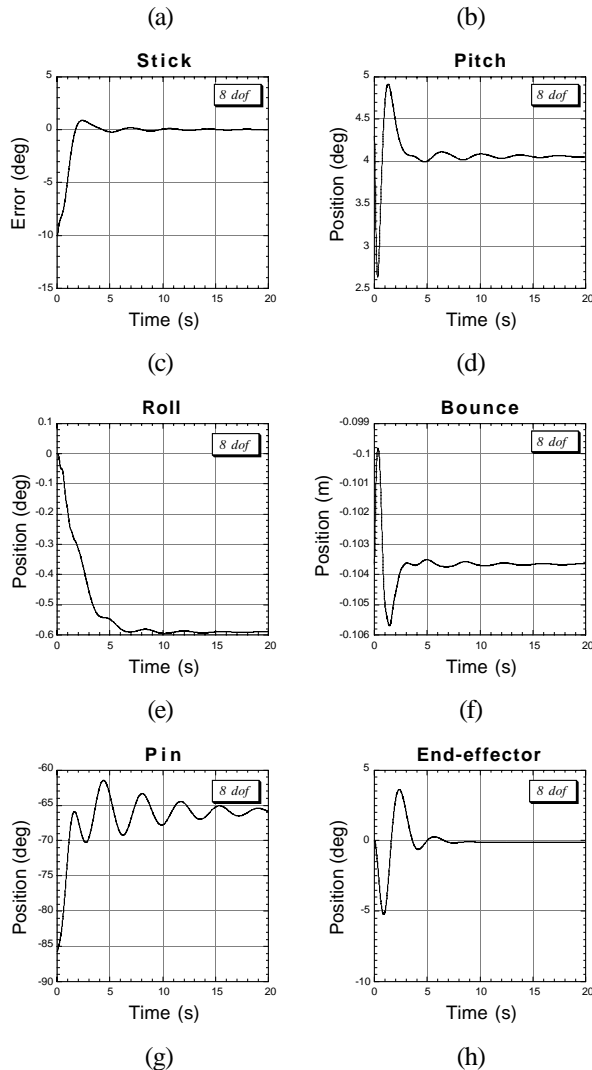 (a)
(b)
Stick
8 dof
5
0
-5
-10
-15
Error (deg)
0
5
10
15
20
Time (s)
(c)
Pitch
8 dof
5
4.5
4
3.5
3
2.5
Position (deg)
0
5
10
15
20
Time (s)
(d)
Roll
8 dof
0.1
0
-0.1
-0.2
-0.3
-0.4
-0.5
-0.6
Position (deg)
0
5
10
15
20
Time (s)
(e)
Bounce
8 dof
-0.099
-0.1
-0.101
-0.102
-0.103
-0.104
-0.105
-0.106
Position (m)
0
5
10
15
20
Time (s)
(f)
Pin
8 dof
-60
-65
-70
-75
-80
-85
-90
Position (deg)
0
5
10
15
20
Time (s)
(g)
End-effector
8 dof
5
0
-5
-10
Position (deg)
0
5
10
15
20
Time (s)
(h)